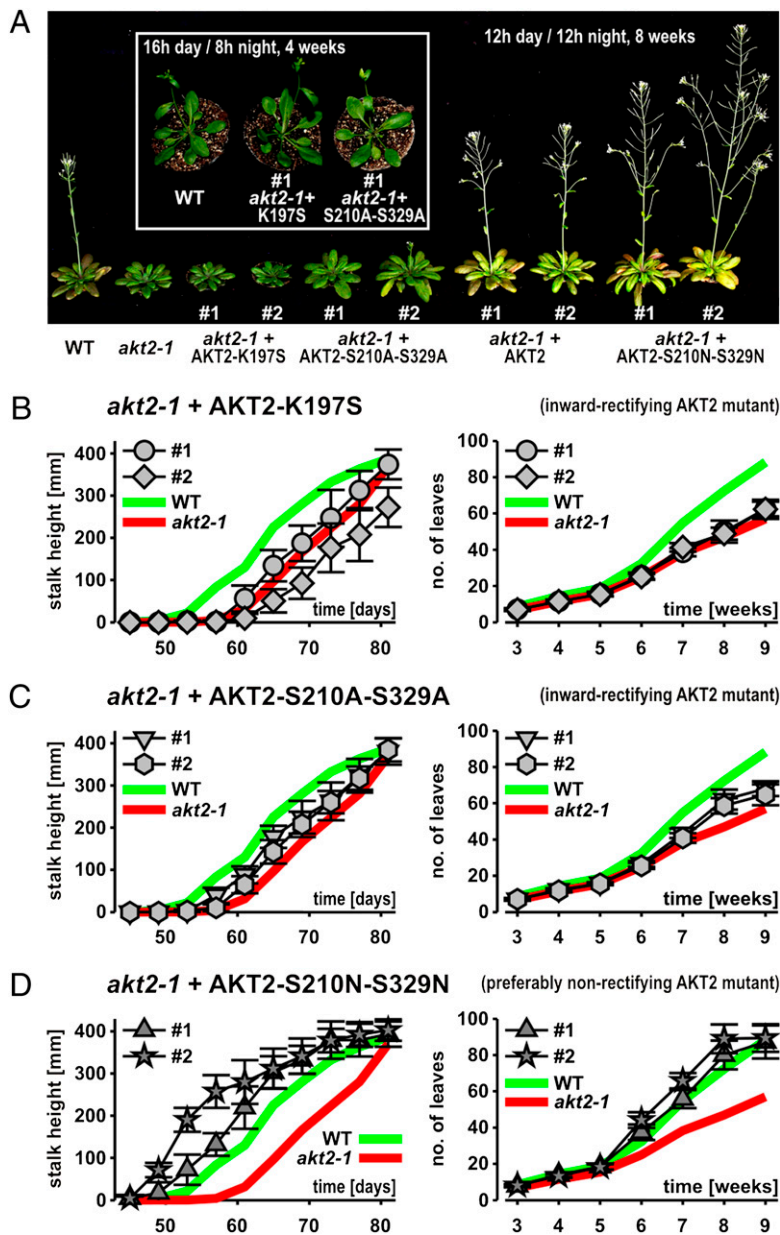 A
16h day / 8h night, 4 weeks
12h day / 12h night, 8 weeks
WT
#1
akt2-1+
K197S
#1
akt2-1+
S210A-S329A
#1 #2 #1 #2 #1 #2 #1 #2
WT akt2-1 akt2-1 + akt2-1 + akt2-1 + akt2-1 +
AKT2-K197S AKT2-S210A-S329A AKT2 AKT2-S210N-S329N
B akt2-1 + AKT2-K197S (inward-rectifying AKT2 mutant)
stalk height [mm]
400
300
200
100
0
#1
#2
WT
akt2-1
time [days]
50 60 70 80
no. of leaves
100
80
60
40
20
0
#1
#2
WT
akt2-1
time [weeks]
3 4 5 6 7 8 9
C akt2-1 + AKT2-S210A-S329A (inward-rectifying AKT2 mutant)
stalk height [mm]
400
300
200
100
0
#1
#2
WT
akt2-1
time [days]
50 60 70 80
no. of leaves
100
80
60
40
20
0
#1
#2
WT
akt2-1
time [weeks]
3 4 5 6 7 8 9
D akt2-1 + AKT2-S210N-S329N (preferably non-rectifying AKT2 mutant)
stalk height [mm]
400
300
200
100
0
#1
#2
WT
akt2-1
time [days]
50 60 70 80
no. of leaves
100
80
60
40
20
0
#1
#2
WT
akt2-1
time [weeks]
3 4 5 6 7 8 9